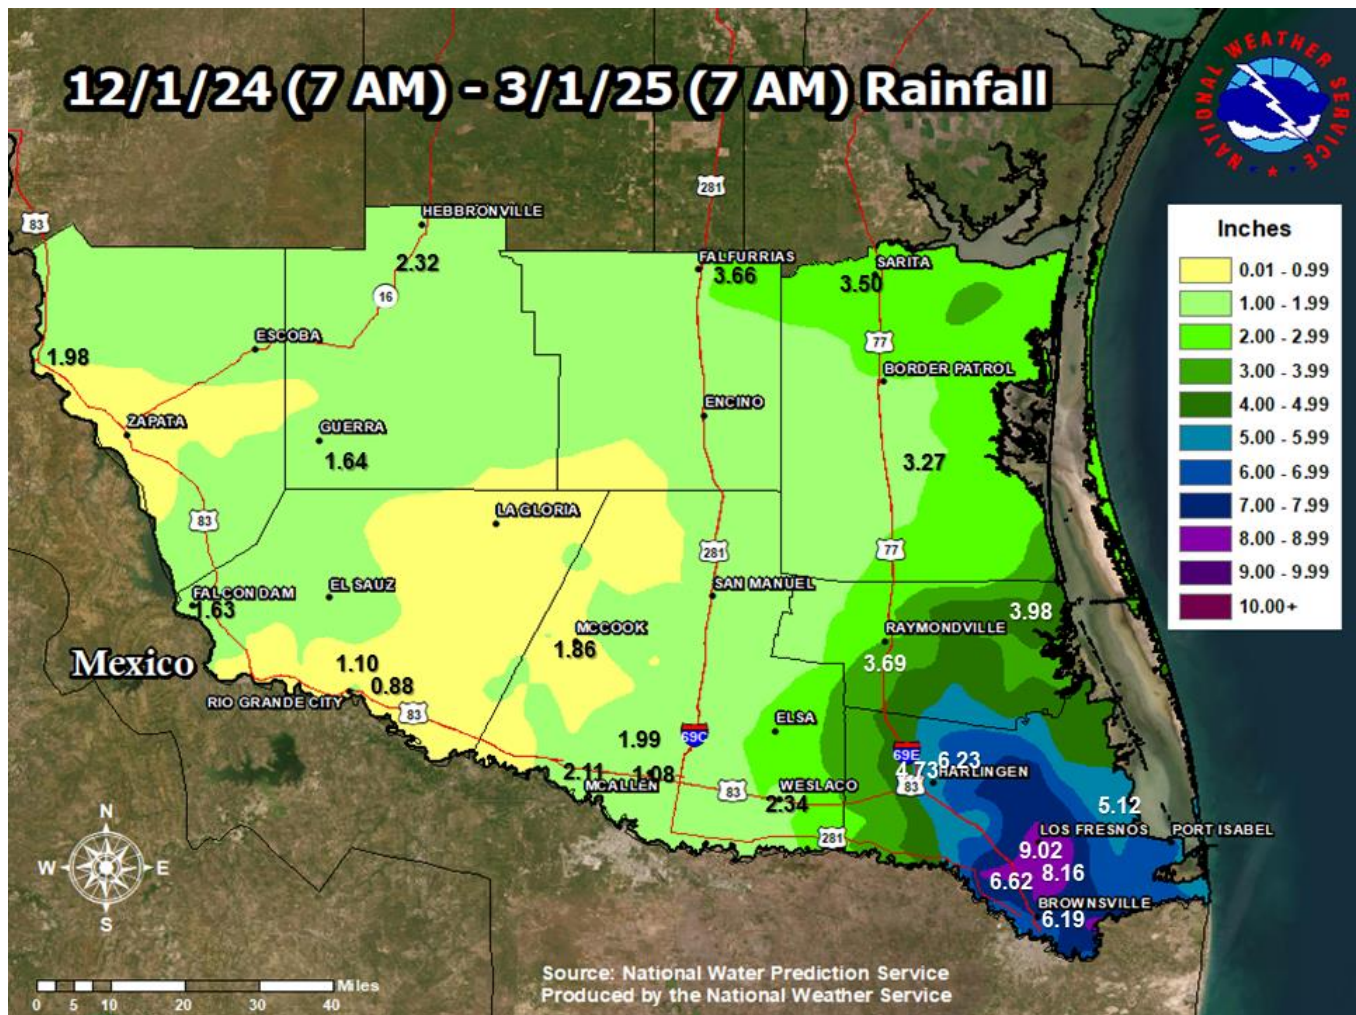 12/1/24 (7 AM) - 3/1/25 (7 AM) Rainfall
NATIONAL WEATHER SERVICE
Inches
0.01 - 0.99
1.00 - 1.99
2.00 - 2.99
3.00 - 3.99
4.00 - 4.99
5.00 - 5.99
6.00 - 6.99
7.00 - 7.99
8.00 - 8.99
9.00 - 9.99
10.00+
281
83
HEBBRONVILLE
2.32
FALFURRIAS
3.66
SARITA
3.50
16
ESCOBA
77
1.98
BORDER PATROL
ZAPATA
GUERRA
1.64
ENCINO
3.27
LA GLORIA
83
281
77
FALCON DAM
1.63
EL SAUZ
SAN MANUEL
3.98
MCCOOK
1.86
RAYMONDVILLE
3.69
Mexico
1.10
0.88
RIO GRANDE CITY
83
ELSA
1.99
69C
69E
6.23
4.73
HARLINGEN
83
2.11
1.08
MCALLEN
83
WESLACO
2.34
5.12
281
LOS FRESNOS
PORT ISABEL
9.02
8.16
6.62
BROWNSVILLE
6.19
N
W
E
S
Miles
0 5 10 20 30 40
Source: National Water Prediction Service
Produced by the National Weather Service